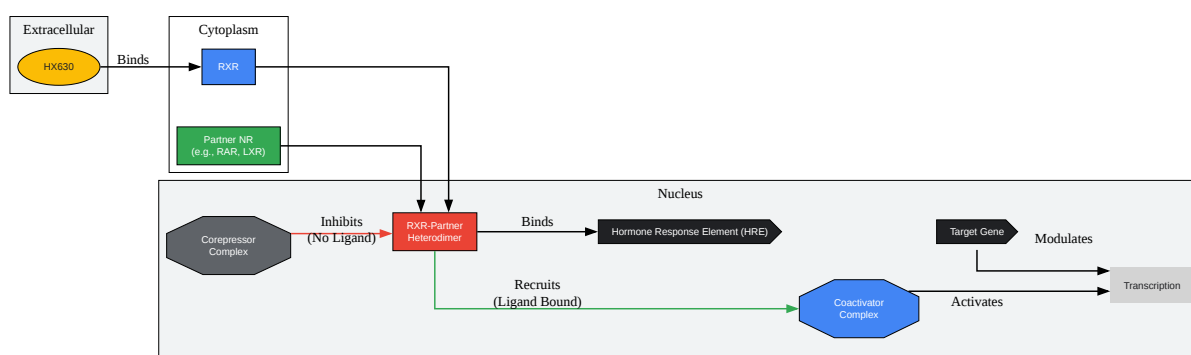 Extracellular
HX630
Binds
Cytoplasm
RXR
Partner NR
(e.g., RAR, LXR)
Nucleus
Corepressor
Complex
Inhibits
(No Ligand)
RXR-Partner
Heterodimer
Binds
Hormone Response Element (HRE)
Target Gene
Modulates
Recruits
(Ligand Bound)
Coactivator
Complex
Activates
Transcription